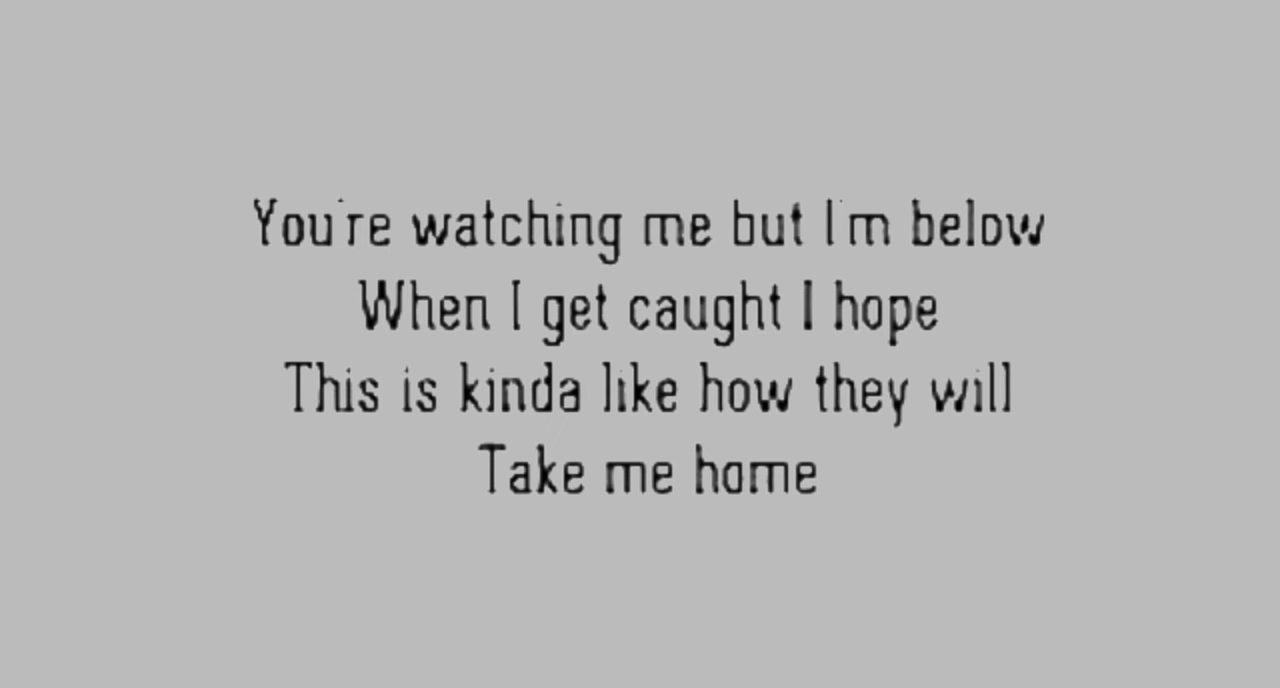 You're watching me but I'm below
When I get caught I hope
This is kinda like how they will
Take me home